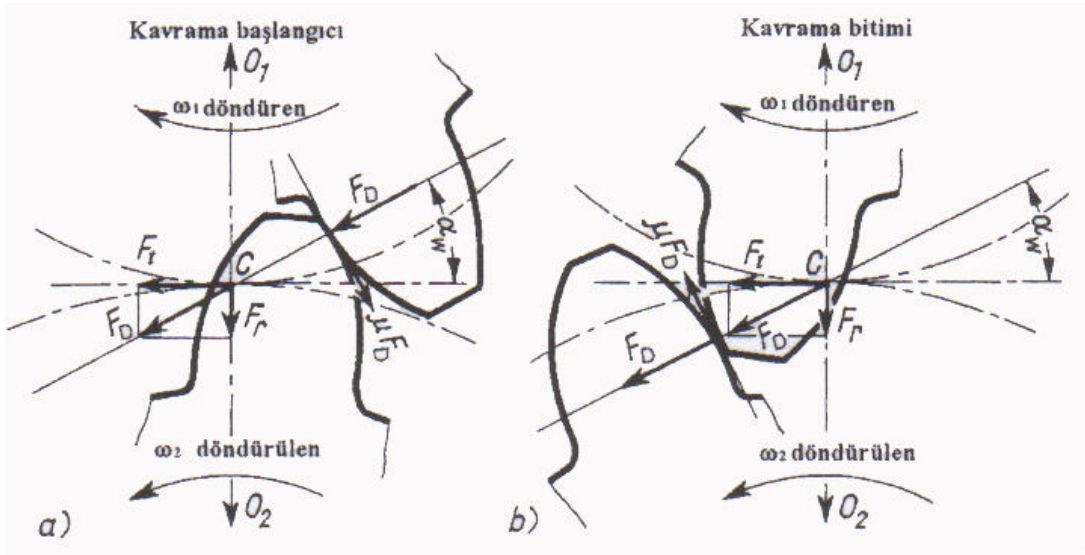 Kavrama başlangıcı
O₁
ω₁ döndüren
F_D
α_w
F_t
C
F_D
F_r
μF_D
ω₂ döndürülen
O₂
a)
Kavrama bitimi
O₁
ω₁ döndüren
α_w
μF_D
F_t
C
F_D
F_D
F_r
ω₂ döndürülen
O₂
b)